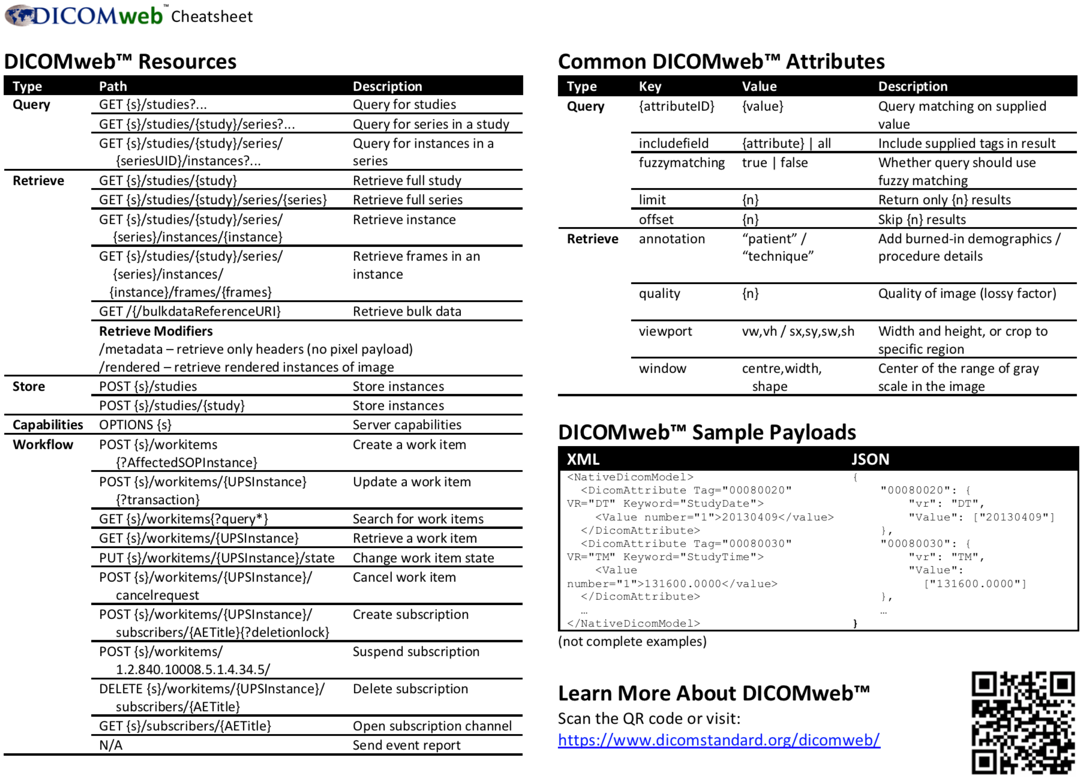 DICOMweb™ Cheatsheet
DICOMweb™ Resources
Type Path Description
Query GET {s}/studies?... Query for studies
GET {s}/studies/{study}/series?... Query for series in a study
GET {s}/studies/{study}/series/ Query for instances in a
{seriesUID}/instances?... series
Retrieve GET {s}/studies/{study} Retrieve full study
GET {s}/studies/{study}/series/{series} Retrieve full series
GET {s}/studies/{study}/series/ Retrieve instance
{series}/instances/{instance}
GET {s}/studies/{study}/series/ Retrieve frames in an
{series}/instances/ instance
{instance}/frames/{frames}
GET /{/bulkdataReferenceURI} Retrieve bulk data
Retrieve Modifiers
/metadata – retrieve only headers (no pixel payload)
/rendered – retrieve rendered instances of image
Store POST {s}/studies Store instances
POST {s}/studies/{study} Store instances
Capabilities OPTIONS {s} Server capabilities
Workflow POST {s}/workitems Create a work item
{?AffectedSOPInstance}
POST {s}/workitems/{UPSInstance} Update a work item
{?transaction}
GET {s}/workitems{?query*} Search for work items
GET {s}/workitems/{UPSInstance} Retrieve a work item
PUT {s}/workitems/{UPSInstance}/state Change work item state
POST {s}/workitems/{UPSInstance}/ Cancel work item
cancelrequest
POST {s}/workitems/{UPSInstance}/ Create subscription
subscribers/{AETitle}{?deletionlock}
POST {s}/workitems/ Suspend subscription
1.2.840.10008.5.1.4.34.5/
DELETE {s}/workitems/{UPSInstance}/ Delete subscription
subscribers/{AETitle}
GET {s}/subscribers/{AETitle} Open subscription channel
N/A Send event report
Common DICOMweb™ Attributes
Type Key Value Description
Query {attributeID} {value} Query matching on supplied
value
includefield {attribute} | all Include supplied tags in result
fuzzymatching true | false Whether query should use
fuzzy matching
limit {n} Return only {n} results
offset {n} Skip {n} results
Retrieve annotation “patient” / Add burned-in demographics /
“technique” procedure details
quality {n} Quality of image (lossy factor)
viewport vw,vh / sx,sy,sw,sh Width and height, or crop to
specific region
window centre,width, Center of the range of gray
shape scale in the image
DICOMweb™ Sample Payloads
XML
<NativeDicomModel>
<DicomAttribute Tag="00080020"
VR="DT" Keyword="StudyDate">
<Value number="1">20130409</value>
</DicomAttribute>
<DicomAttribute Tag="00080030"
VR="TM" Keyword="StudyTime">
<Value
number="1">131600.0000</value>
</DicomAttribute>
…
</NativeDicomModel>
JSON
{
"00080020": {
"vr": "DT",
"Value": ["20130409"]
},
"00080030": {
"vr": "TM",
"Value":
["131600.0000"]
},
…
}
(not complete examples)
Learn More About DICOMweb™
Scan the QR code or visit:
https://www.dicomstandard.org/dicomweb/